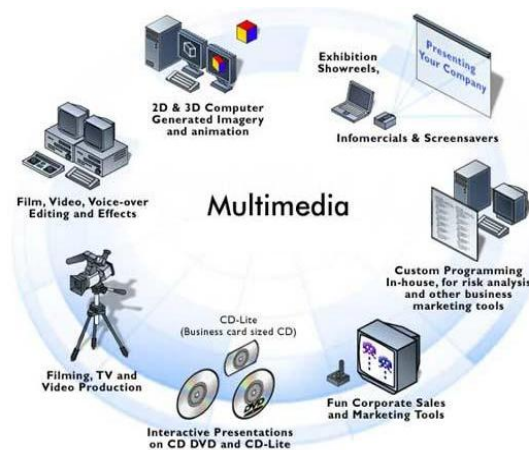 Presenting
Your
Company
Exhibition
Showreels,
Infomercials & Screensavers
2D & 3D Computer
Generated Imagery
and animation
Film, Video, Voice-over
Editing and Effects
Multimedia
Custom Programming
In-house, for risk analysis
and other business
marketing tools
Filming, TV and
Video Production
CD-Lite
(Business card sized CD)
DVD
Interactive Presentations
on CD DVD and CD-Lite
Fun Corporate Sales
and Marketing Tools